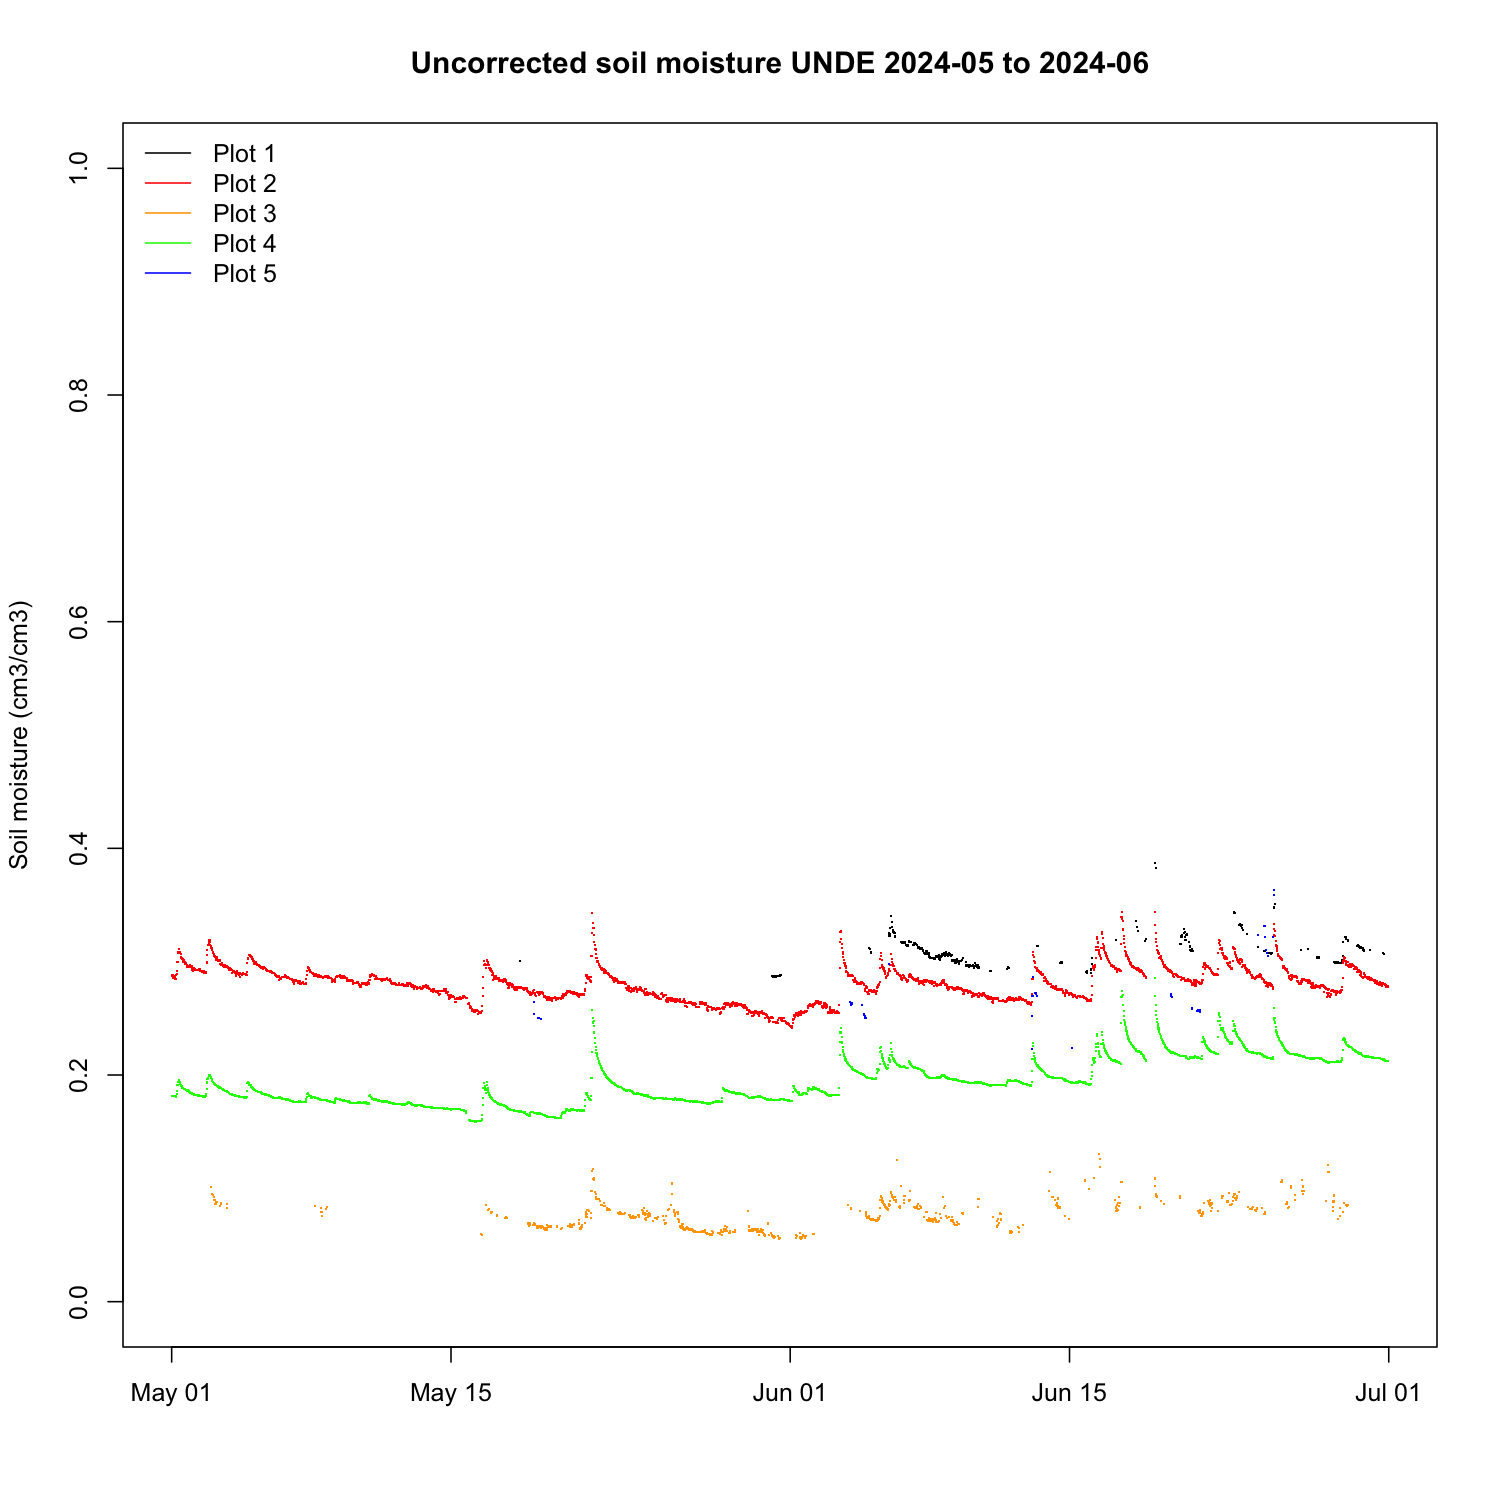 Uncorrected soil moisture UNDE 2024-05 to 2024-06
Plot 1
Plot 2
Plot 3
Plot 4
Plot 5
Soil moisture (cm3/cm3)
1.0
0.8
0.6
0.4
0.2
0.0
May 01 May 15 Jun 01 Jun 15 Jul 01